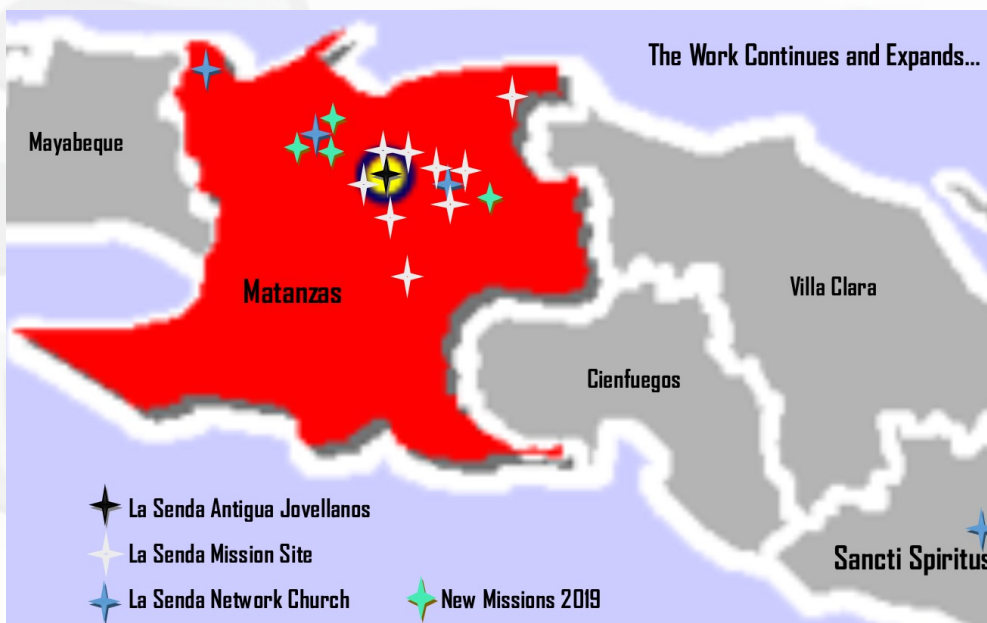 The Work Continues and Expands...
Mayabeque
Matanzas
Villa Clara
Cienfuegos
Sancti Spiritus
La Senda Antigua Jovellanos
La Senda Mission Site
La Senda Network Church
New Missions 2019